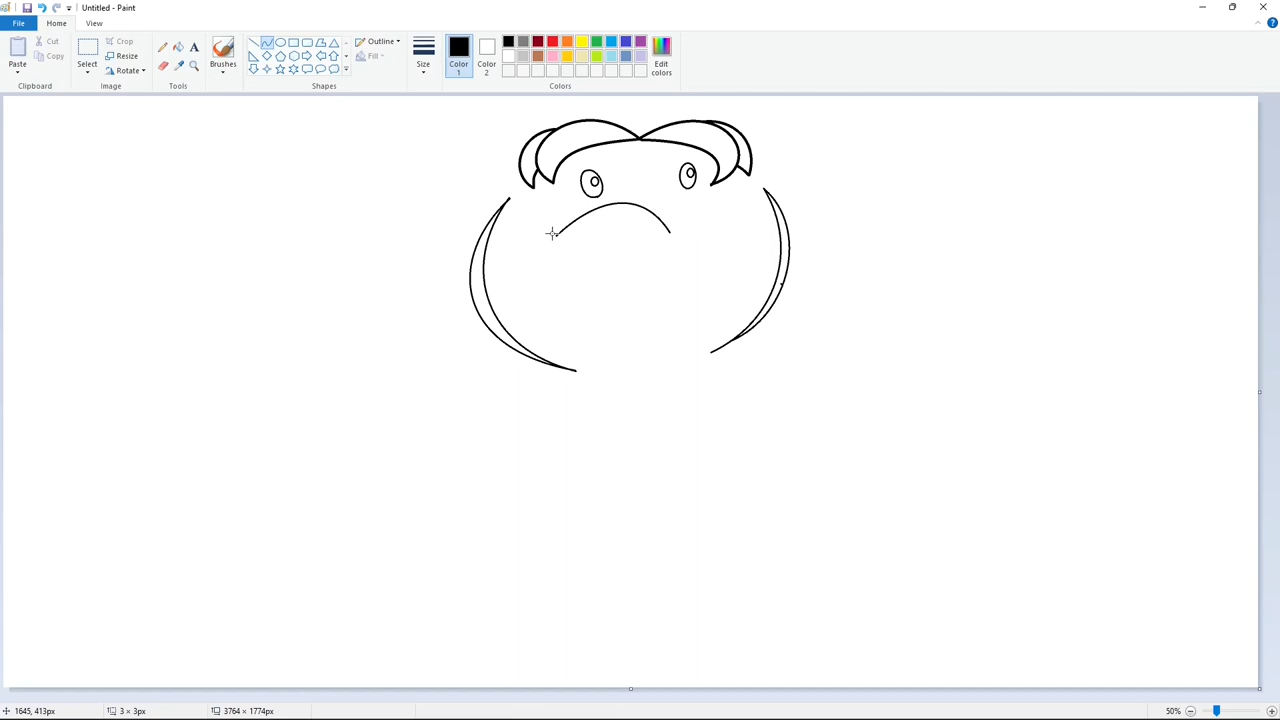 Untitled - Paint
File Home View
Paste Cut Copy Select Crop Resize Rotate A Brushes Outline Fill Size Color 1 Color 2 Edit colors
Clipboard Image Tools Shapes Colors
1645, 413px 3 × 3px 3764 × 1774px 50%